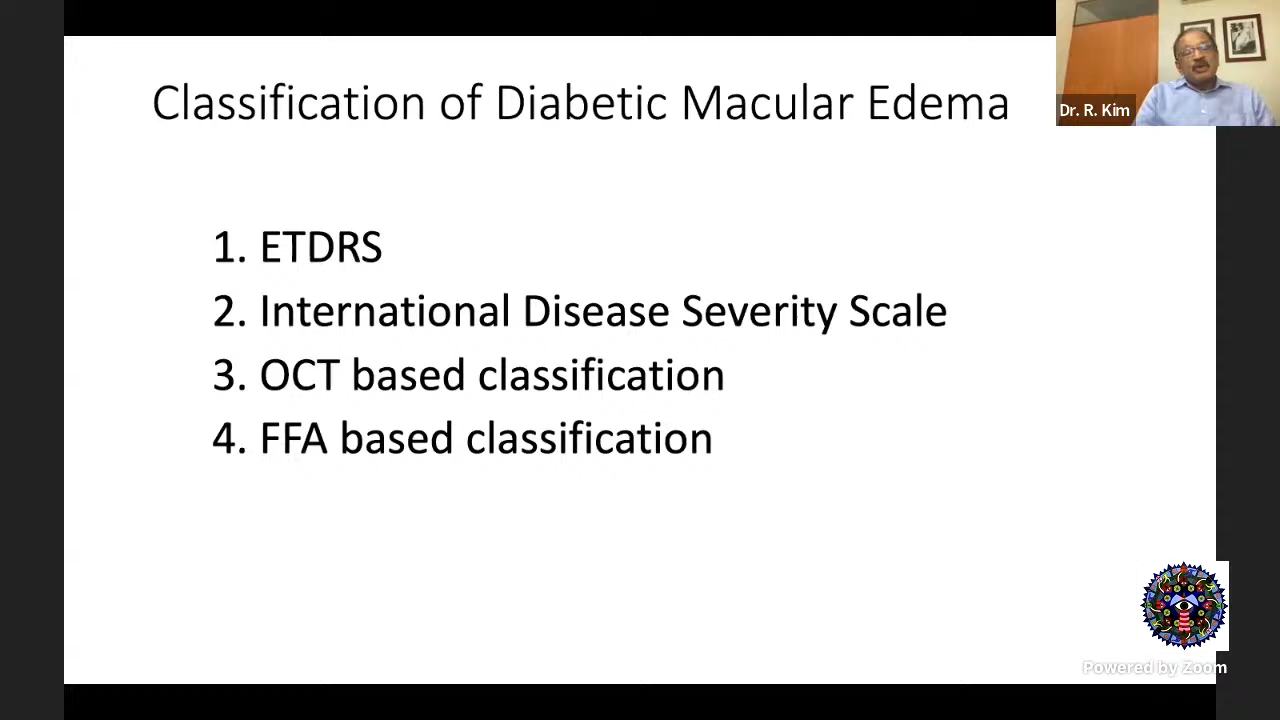 Classification of Diabetic Macular Edema
Dr. R. Kim
1. ETDRS
2. International Disease Severity Scale
3. OCT based classification
4. FFA based classification
Powered by Zoom